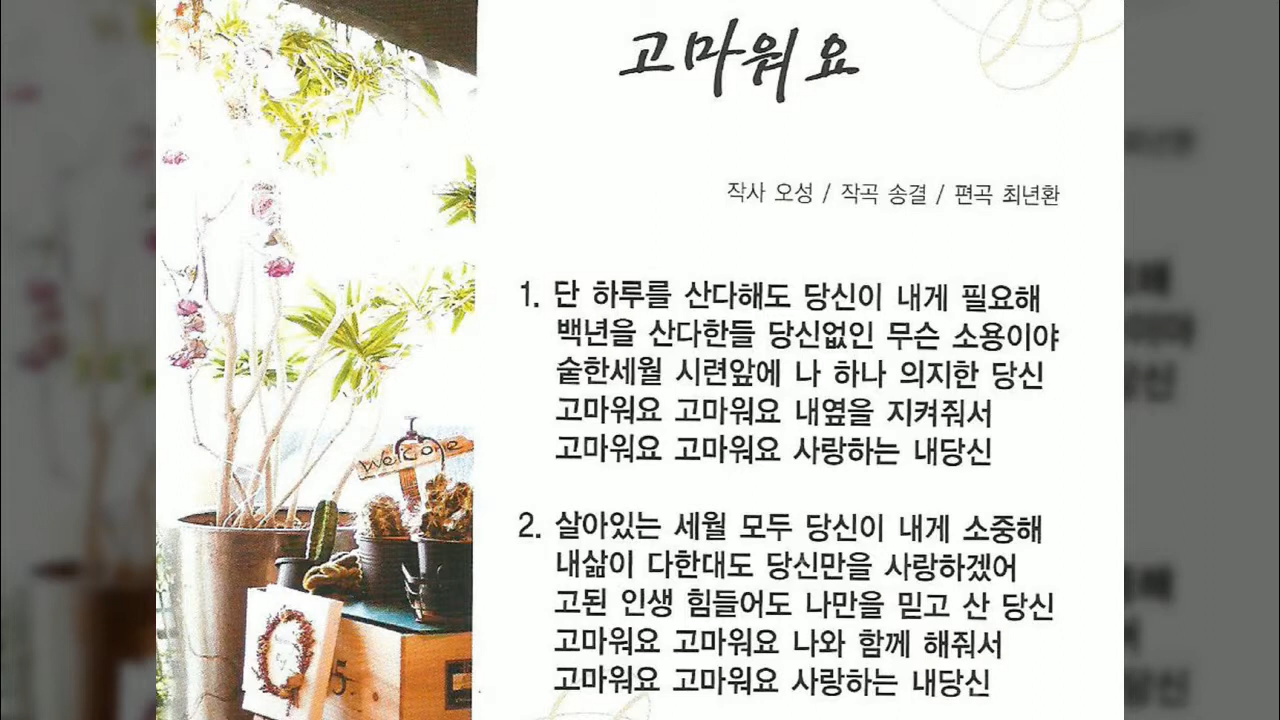 고마워요
작사 오성 / 작곡 송결 / 편곡 최년환
1. 단 하루를 산다해도 당신이 내게 필요해
백년을 산다한들 당신없인 무슨 소용이야
숱한세월 시련앞에 나 하나 의지한 당신
고마워요 고마워요 내옆을 지켜줘서
고마워요 고마워요 사랑하는 내당신
2. 살아있는 세월 모두 당신이 내게 소중해
내삶이 다한대도 당신만을 사랑하겠어
고된 인생 힘들어도 나만을 믿고 산 당신
고마워요 고마워요 나와 함께 해줘서
고마워요 고마워요 사랑하는 내당신
Welcome
5.